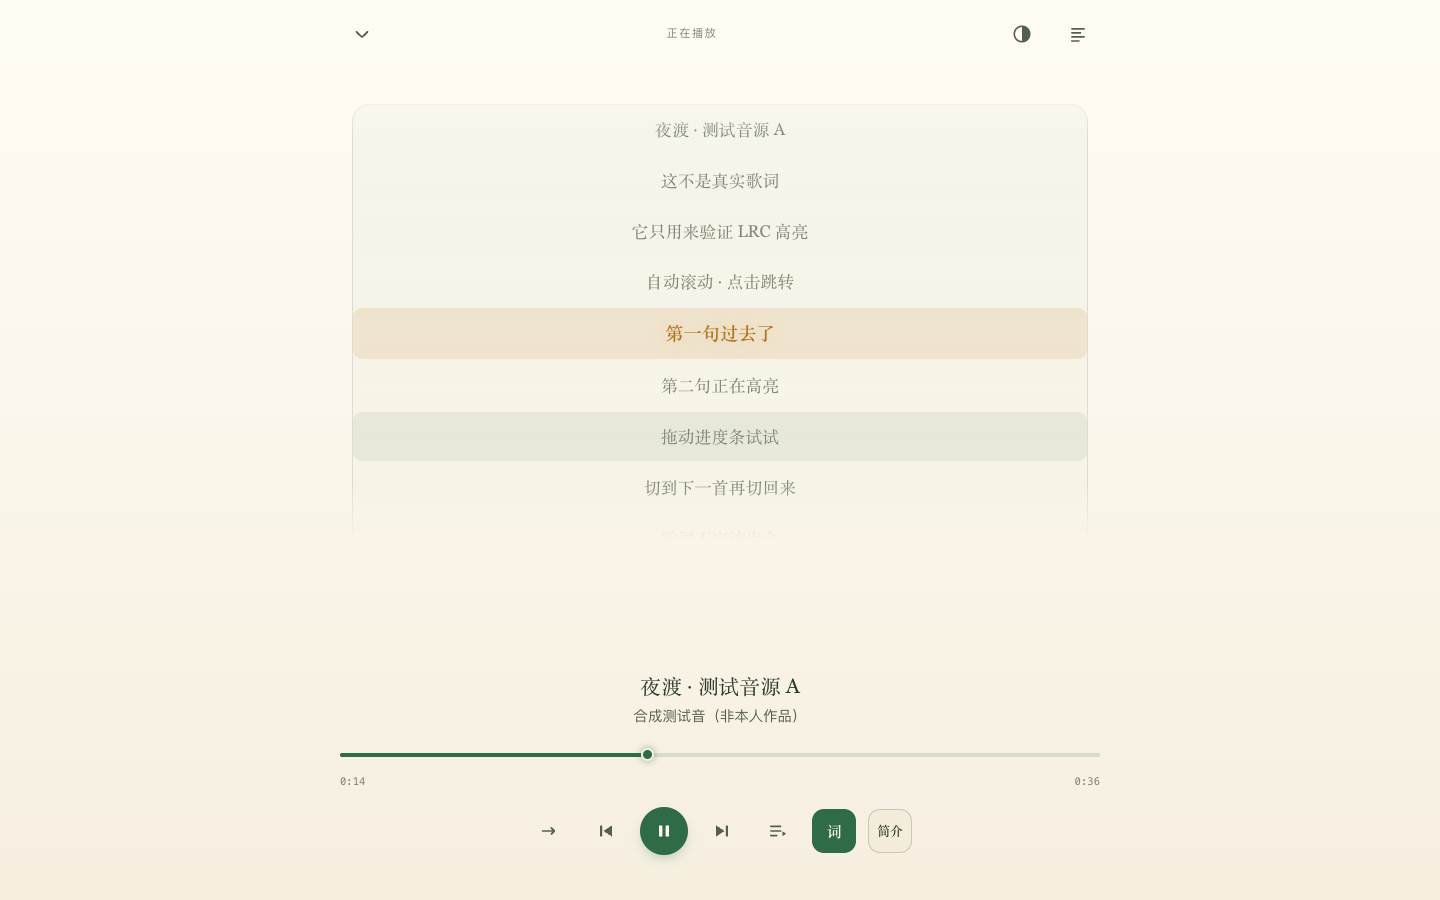 正在播放
夜渡 · 测试音源 A
这不是真实歌词
它只用来验证 LRC 高亮
自动滚动 · 点击跳转
第一句过去了
第二句正在高亮
拖动进度条试试
切到下一首再切回来
夜渡 · 测试音源 A
合成测试音（非本人作品）
0:14
0:36
词
简介